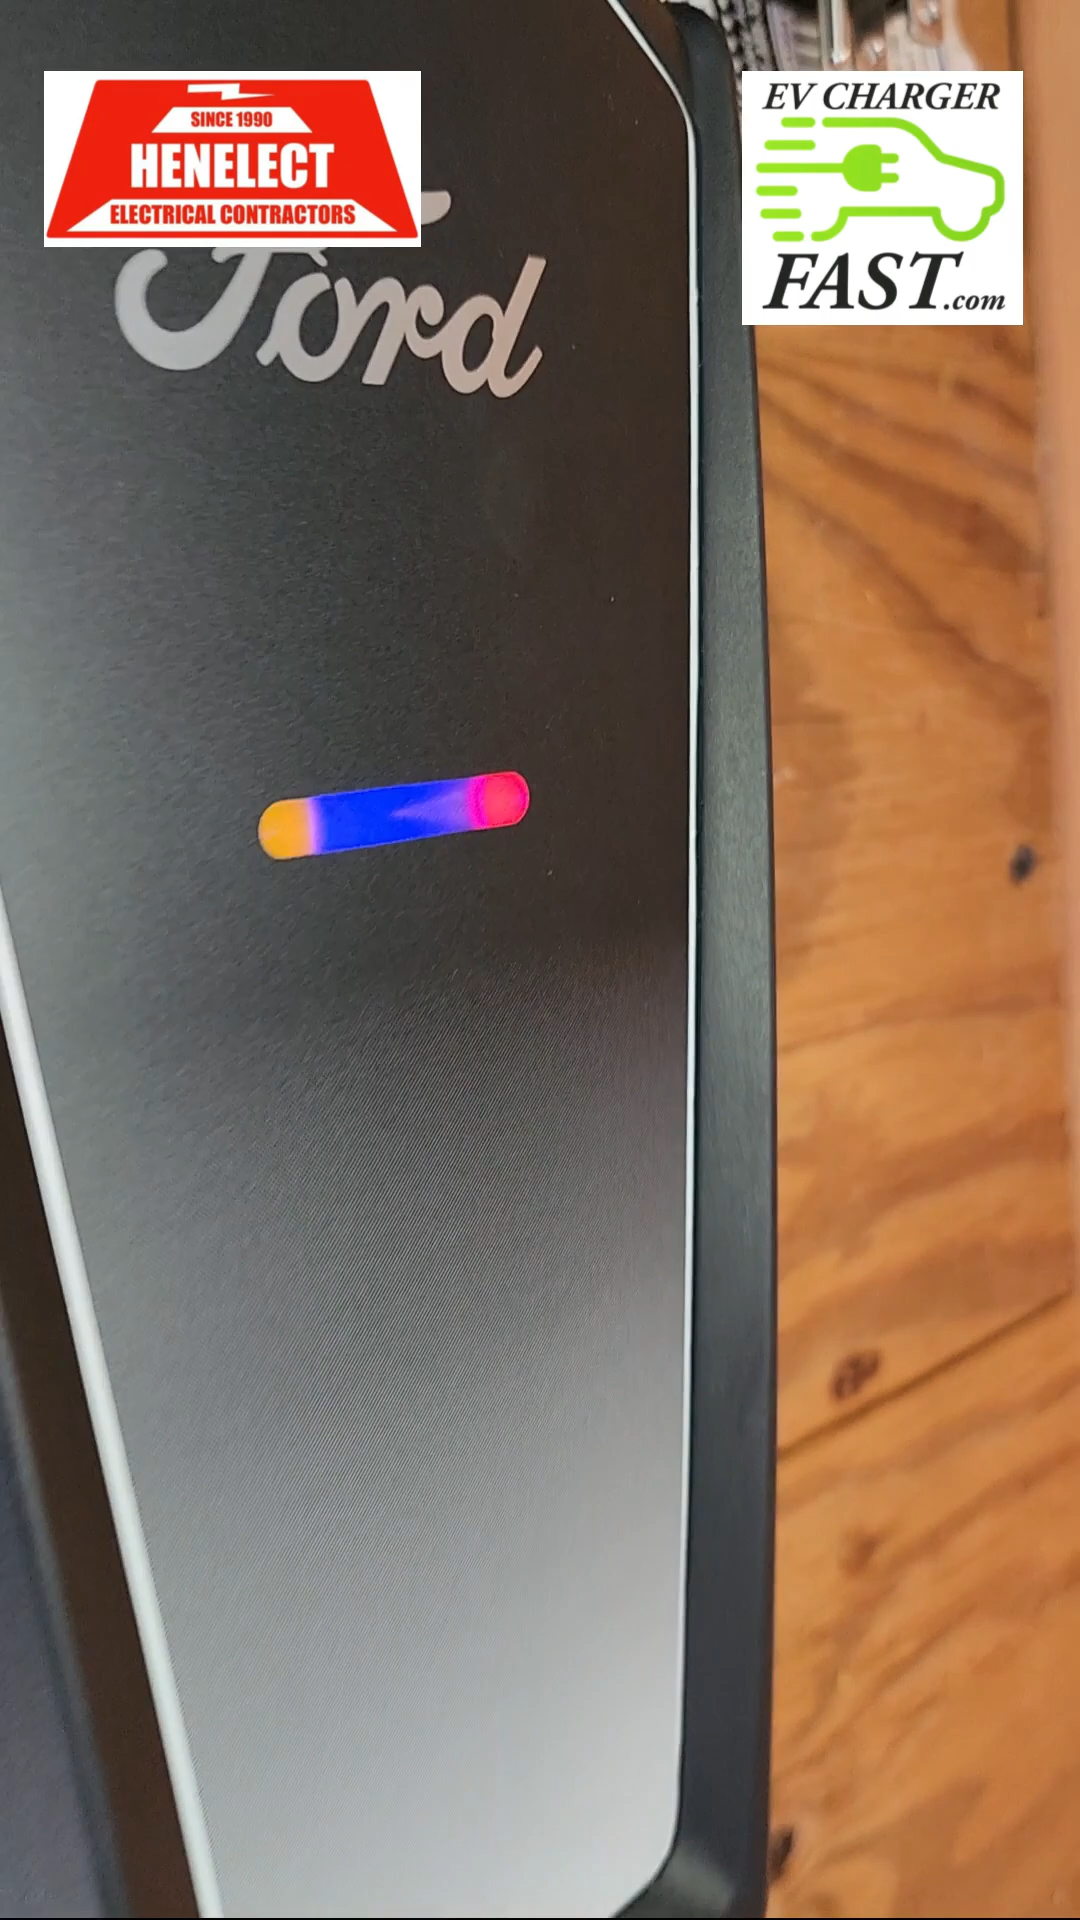 SINCE 1990
HENELECT
ELECTRICAL CONTRACTORS
EV CHARGER
FAST.com
Ford